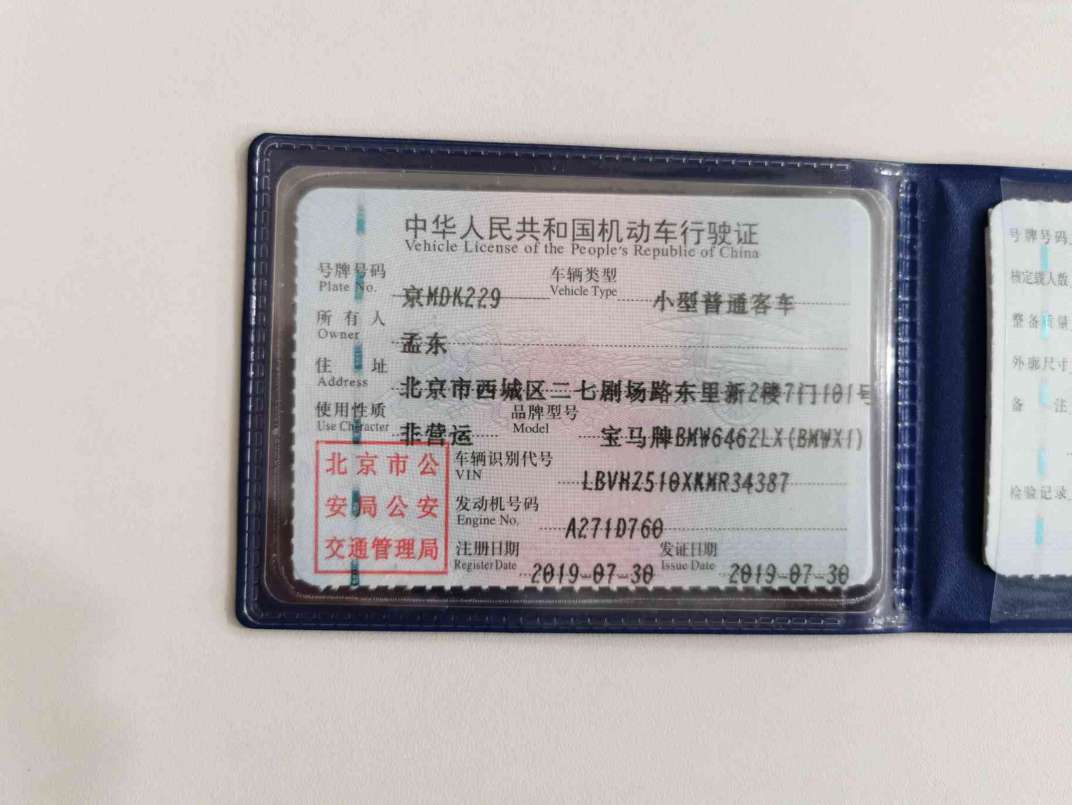 中华人民共和国机动车行驶证
Vehicle License of the People's Republic of China
号牌号码 京MDK229 车辆类型 小型普通客车
Plate No. Vehicle Type
所有人 孟东
Owner
住址 北京市西城区二七剧场路东里新2楼7门101号
Address
使用性质 非营运 品牌型号 宝马牌BMW6462LX(BMWX1)
Use Character Model
北京市公
安局公安
交通管理局
车辆识别代号 LBVHZ510XKMR34387
VIN
发动机号码 A271D760
Engine No.
注册日期 2019-07-30 发证日期 2019-07-30
Register Date Issue Date
号牌号码
核定载人数
整备质量
外廓尺寸
备注
检验记录